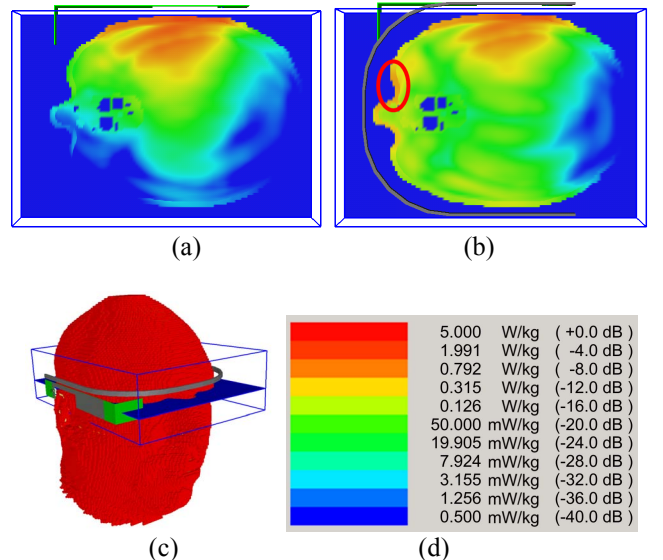 (a)
(b)
5.000 W/kg ( +0.0 dB )
1.991 W/kg ( -4.0 dB )
0.792 W/kg ( -8.0 dB )
0.315 W/kg (-12.0 dB )
0.126 W/kg (-16.0 dB )
50.000 mW/kg (-20.0 dB )
19.905 mW/kg (-24.0 dB )
7.924 mW/kg (-28.0 dB )
3.155 mW/kg (-32.0 dB )
1.256 mW/kg (-36.0 dB )
0.500 mW/kg (-40.0 dB )
(c)
(d)